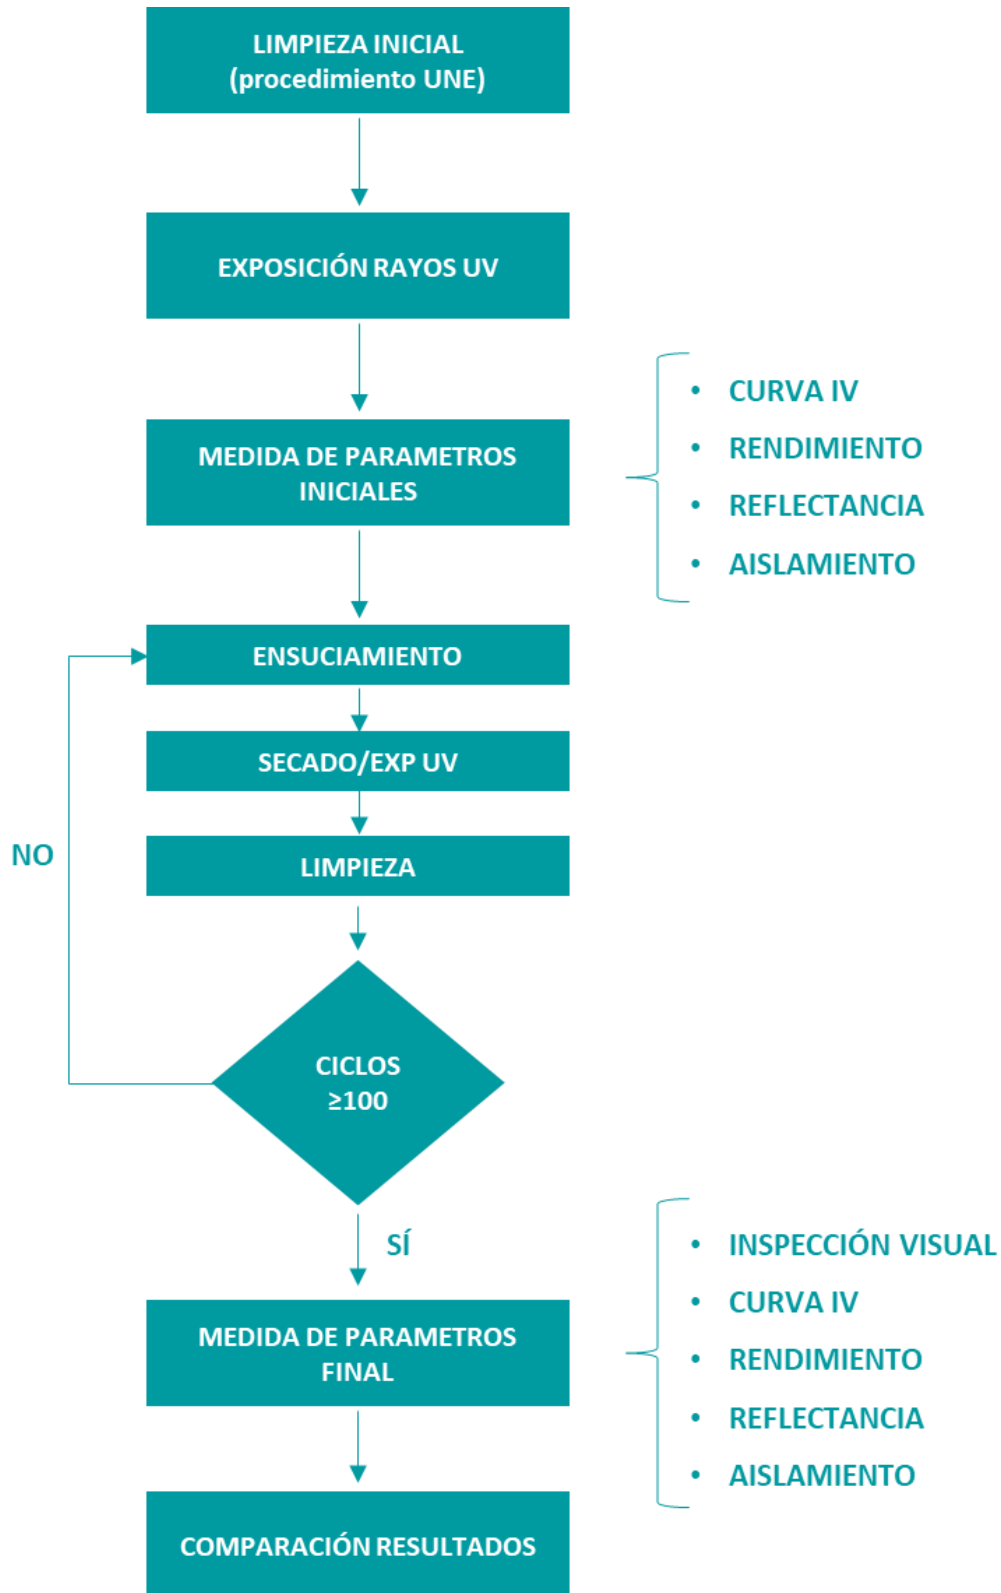 LIMPIEZA INICIAL
(procedimiento UNE)
EXPOSICIÓN RAYOS UV
MEDIDA DE PARAMETROS
INICIALES
• CURVA IV
• RENDIMIENTO
• REFLECTANCIA
• AISLAMIENTO
ENSUCIAMIENTO
SECADO/EXP UV
LIMPIEZA
NO
CICLOS
≥100
SÍ
MEDIDA DE PARAMETROS
FINAL
• INSPECCIÓN VISUAL
• CURVA IV
• RENDIMIENTO
• REFLECTANCIA
• AISLAMIENTO
COMPARACIÓN RESULTADOS